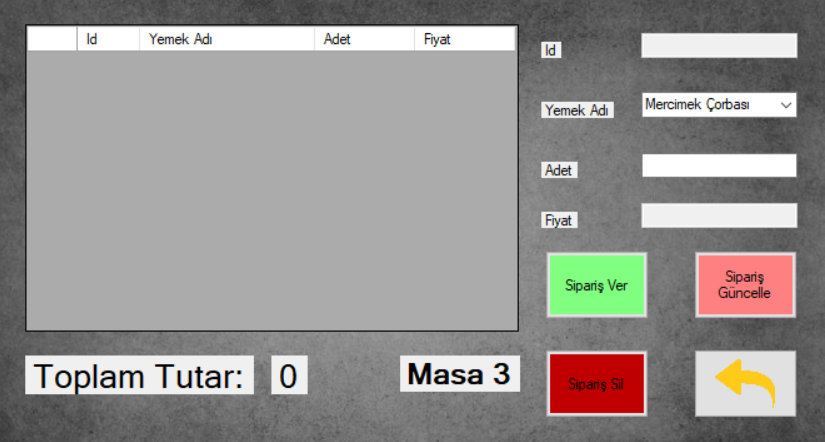 Id Yemek Adı Adet Fiyat
Id
Yemek Adı Mercimek Çorbası
Adet
Fiyat
Sipariş Ver
Sipariş
Güncelle
Toplam Tutar: 0
Masa 3
Sipariş Sil